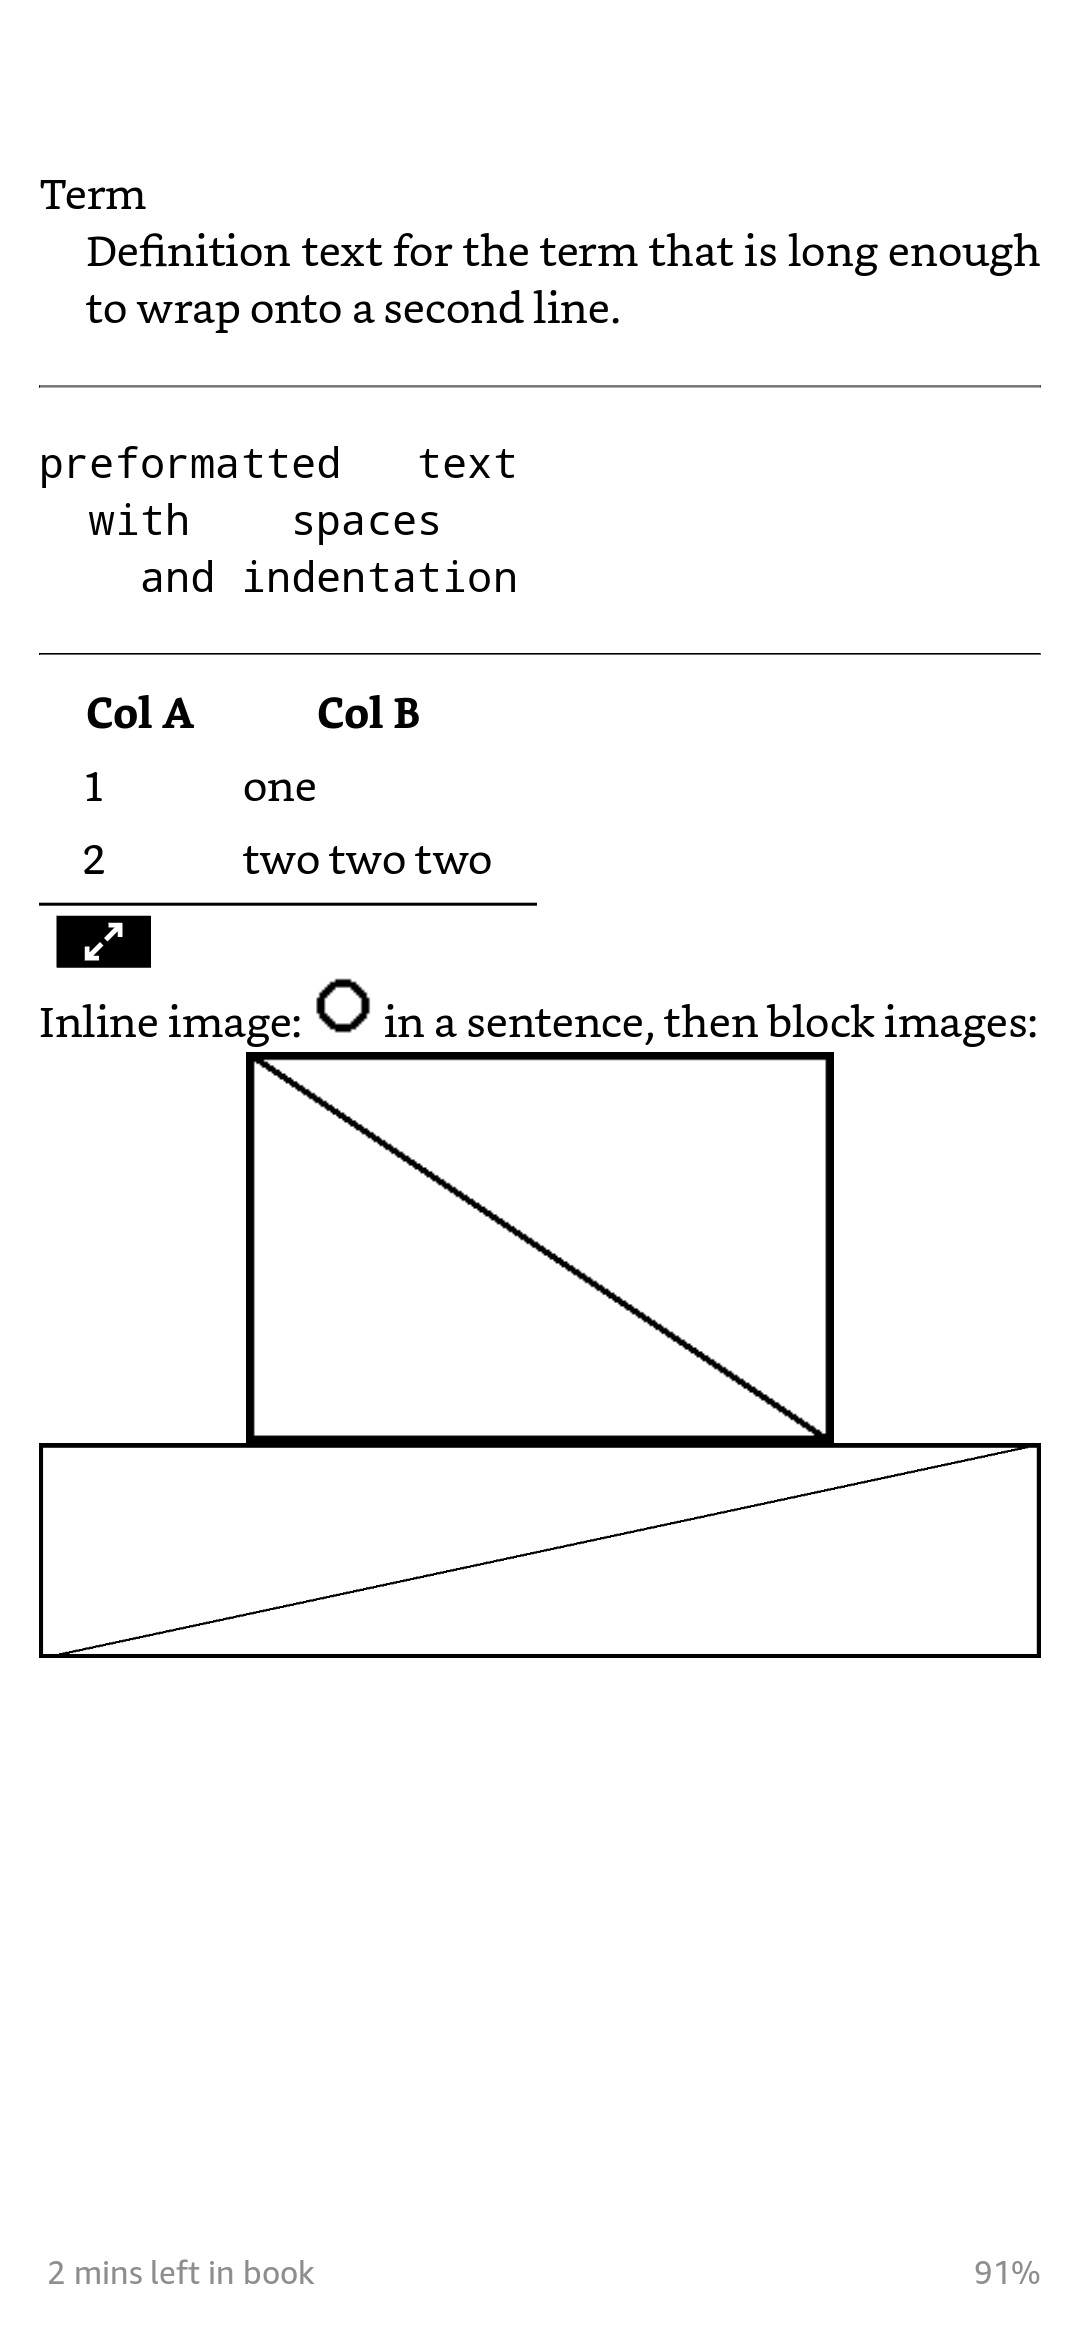 Term
Definition text for the term that is long enough
to wrap onto a second line.
preformatted   text
  with    spaces
    and indentation
Col A Col B
1 one
2 two two two
Inline image: in a sentence, then block images:
2 mins left in book 91%